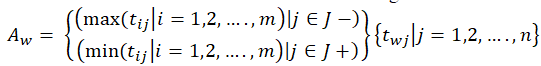 A_w = { (max(t_ij|i = 1,2, ...., m)|j ∈ J −)
(min(t_ij|i = 1,2, ...., m)|j ∈ J +) } {t_wj|j = 1,2, ...., n}